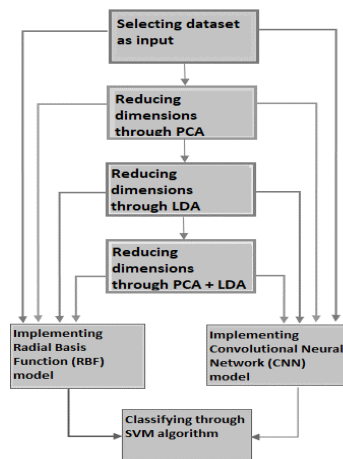 Selecting dataset
as input
Reducing
dimensions
through PCA
Reducing
dimensions
through LDA
Reducing
dimensions
through PCA + LDA
Implementing
Radial Basis
Function (RBF)
model
Implementing
Convolutional Neural
Network (CNN)
model
Classifying through
SVM algorithm